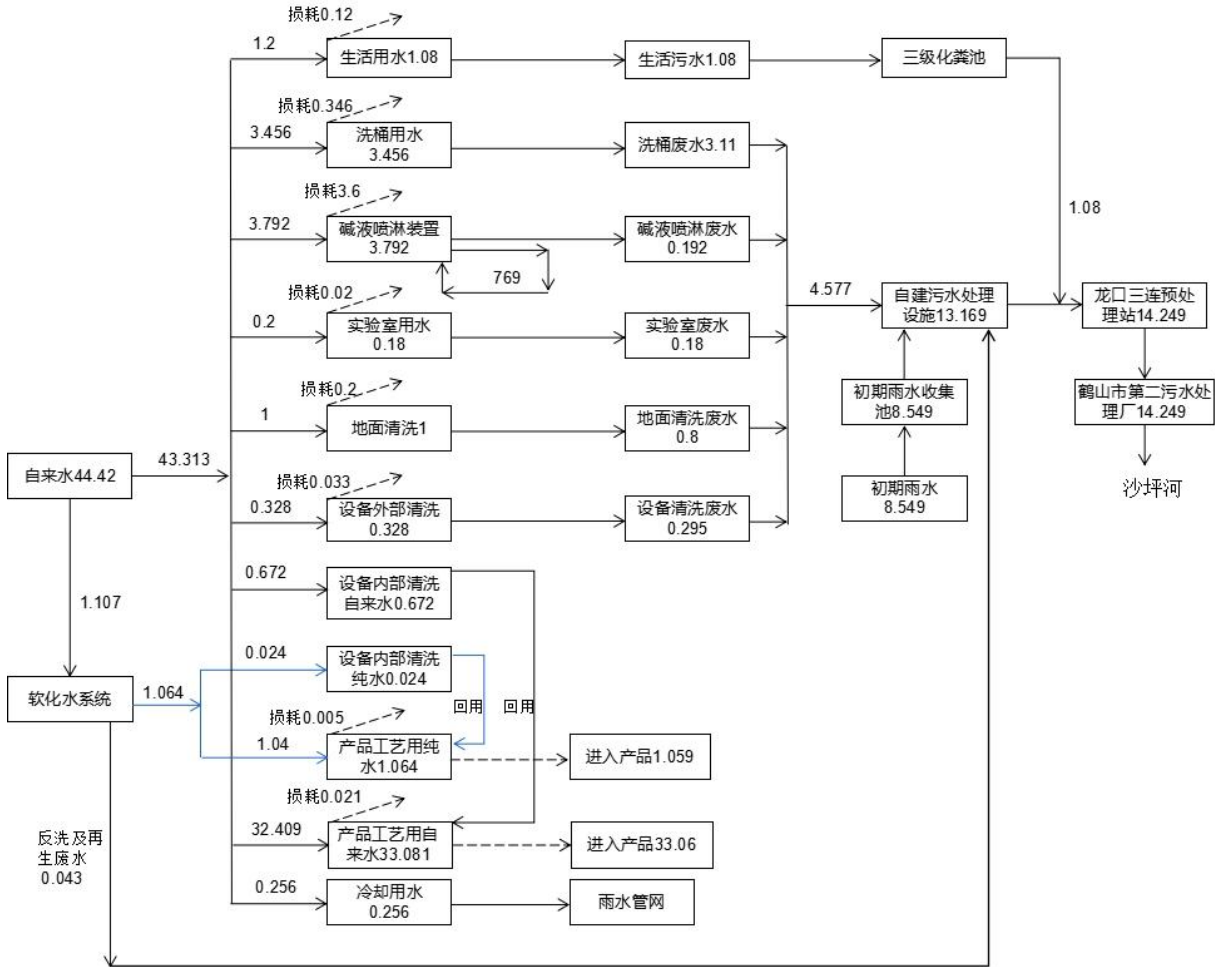 损耗0.12
1.2
生活用水1.08
生活污水1.08
三级化粪池
损耗0.346
3.456
洗桶用水
3.456
洗桶废水3.11
损耗3.6
3.792
碱液喷淋装置
3.792
碱液喷淋废水
0.192
1.08
769
4.577
损耗0.02
0.2
实验室用水
0.18
实验室废水
0.18
自建污水处理
设施13.169
龙口三连预处
理站14.249
损耗0.2
1
地面清洗1
地面清洗废水
0.8
初期雨水收集
池8.549
鹤山市第二污水处
理厂14.249
自来水44.42
43.313
损耗0.033
0.328
设备外部清洗
0.328
设备清洗废水
0.295
初期雨水
8.549
沙坪河
0.672
设备内部清洗
自来水0.672
1.107
0.024
设备内部清洗
纯水0.024
软化水系统
1.064
回用
回用
损耗0.005
1.04
产品工艺用纯
水1.064
进入产品1.059
损耗0.021
32.409
产品工艺用自
来水33.081
进入产品33.06
反洗及再
生废水
0.043
0.256
冷却用水
0.256
雨水管网